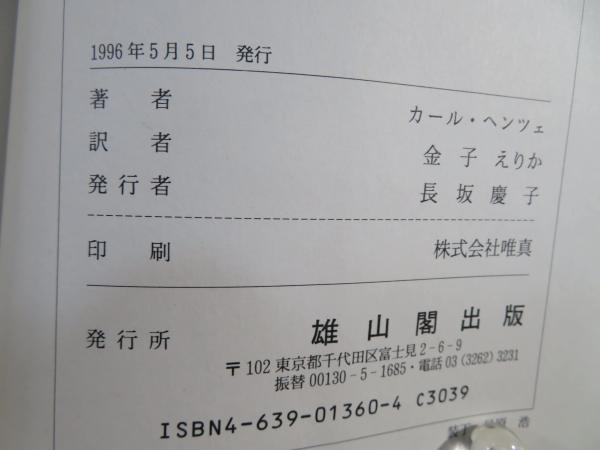 1996年5月5日 発行
著者 カール・ヘンツェ
訳者 金子 えりか
発行者 長坂慶子
印刷 株式会社唯真
発行所 雄山閣出版
〒102 東京都千代田区富士見2-6-9
振替 00130-5-1685・電話 03(3262)3231
ISBN4-639-01360-4 C3039
浩